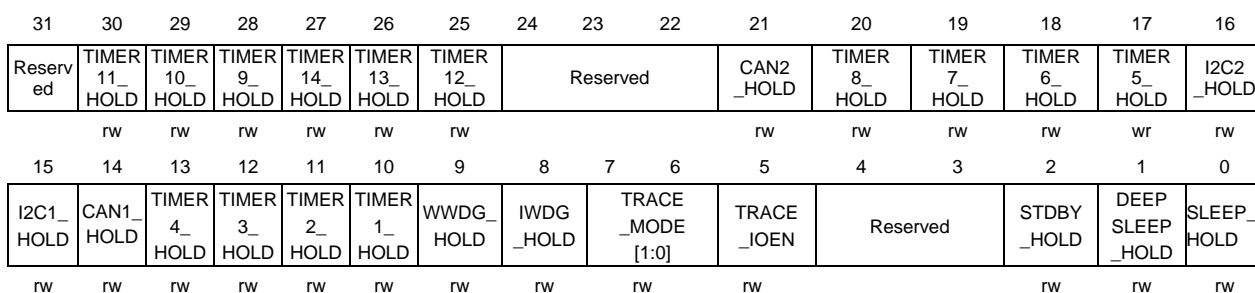 31 30 29 28 27 26 25 24 23 22 21 20 19 18 17 16
Reserv
ed
TIMER
11_
HOLD
TIMER
10_
HOLD
TIMER
9_
HOLD
TIMER
14_
HOLD
TIMER
13_
HOLD
TIMER
12_
HOLD
Reserved
CAN2
_HOLD
TIMER
8_
HOLD
TIMER
7_
HOLD
TIMER
6_
HOLD
TIMER
5_
HOLD
I2C2
_HOLD
rw rw rw rw rw rw rw rw rw rw wr rw
15 14 13 12 11 10 9 8 7 6 5 4 3 2 1 0
I2C1_
HOLD
CAN1_
HOLD
TIMER
4_
HOLD
TIMER
3_
HOLD
TIMER
2_
HOLD
TIMER
1_
HOLD
WWDG_
HOLD
IWDG
_HOLD
TRACE
_MODE
[1:0]
TRACE
_IOEN
Reserved
STDBY
_HOLD
DEEP
SLEEP
_HOLD
SLEEP_
HOLD
rw rw rw rw rw rw rw rw rw rw rw rw rw